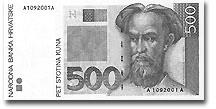 NARODNA BANKA HRVATSKE
PET STOTINA KUNA
A1092001A
500
500
A1092001A